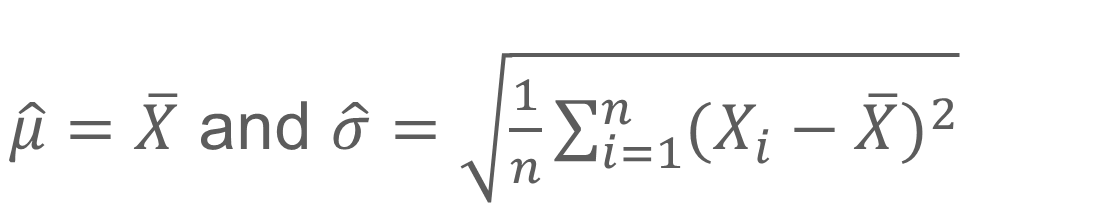 μ̂ = X̄ and σ̂ = √(1/n ∑ⁿᵢ₌₁(Xᵢ − X̄)²)